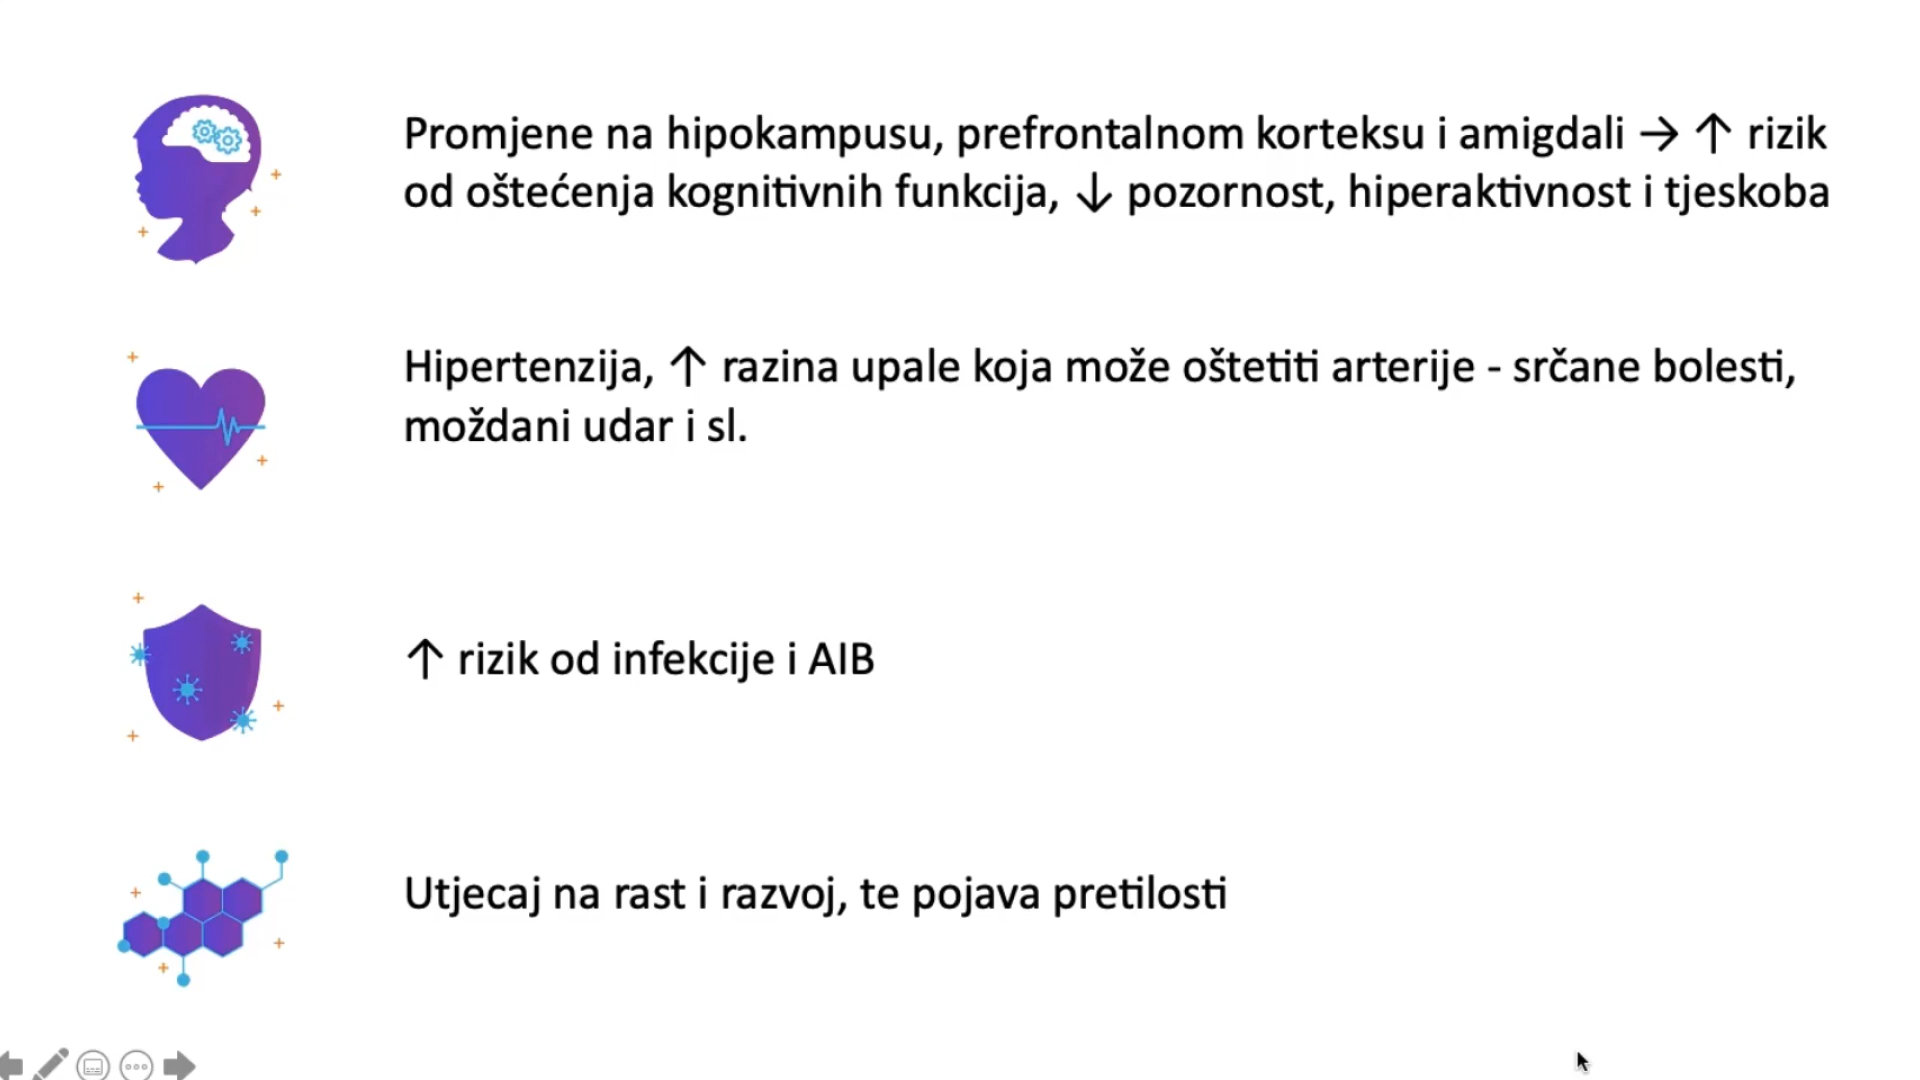 Promjene na hipokampusu, prefrontalnom korteksu i amigdali → ↑ rizik
od oštećenja kognitivnih funkcija, ↓ pozornost, hiperaktivnost i tjeskoba
Hipertenzija, ↑ razina upale koja može oštetiti arterije - srčane bolesti,
moždani udar i sl.
↑ rizik od infekcije i AIB
Utjecaj na rast i razvoj, te pojava pretilosti